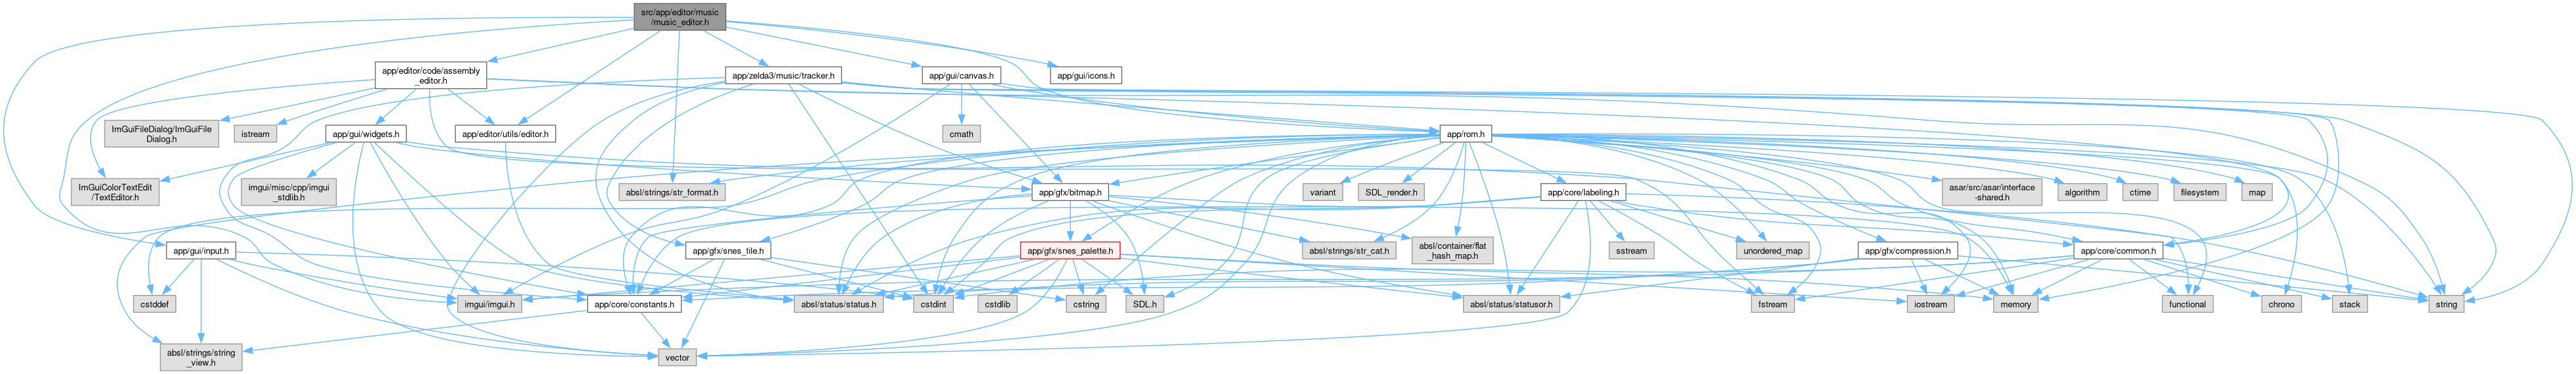 src/app/editor/music
/music_editor.h
app/editor/code/assembly
_editor.h
app/zelda3/music/tracker.h
app/gui/canvas.h
app/gui/icons.h
ImGuiFileDialog/ImGuiFile
Dialog.h
istream
app/gui/widgets.h
app/editor/utils/editor.h
cmath
app/rom.h
ImGuiColorTextEdit
/TextEditor.h
imgui/misc/cpp/imgui
_stdlib.h
absl/strings/str_format.h
app/gfx/bitmap.h
variant
SDL_render.h
app/core/labeling.h
asar/src/asar/interface
-shared.h
algorithm
ctime
filesystem
map
app/gui/input.h
app/gfx/snes_tile.h
app/gfx/snes_palette.h
absl/strings/str_cat.h
absl/container/flat
_hash_map.h
sstream
unordered_map
app/gfx/compression.h
app/core/common.h
cstddef
imgui/imgui.h
app/core/constants.h
absl/status/status.h
cstdint
cstdlib
cstring
SDL.h
absl/status/statusor.h
fstream
iostream
memory
functional
chrono
stack
string
absl/strings/string
_view.h
vector